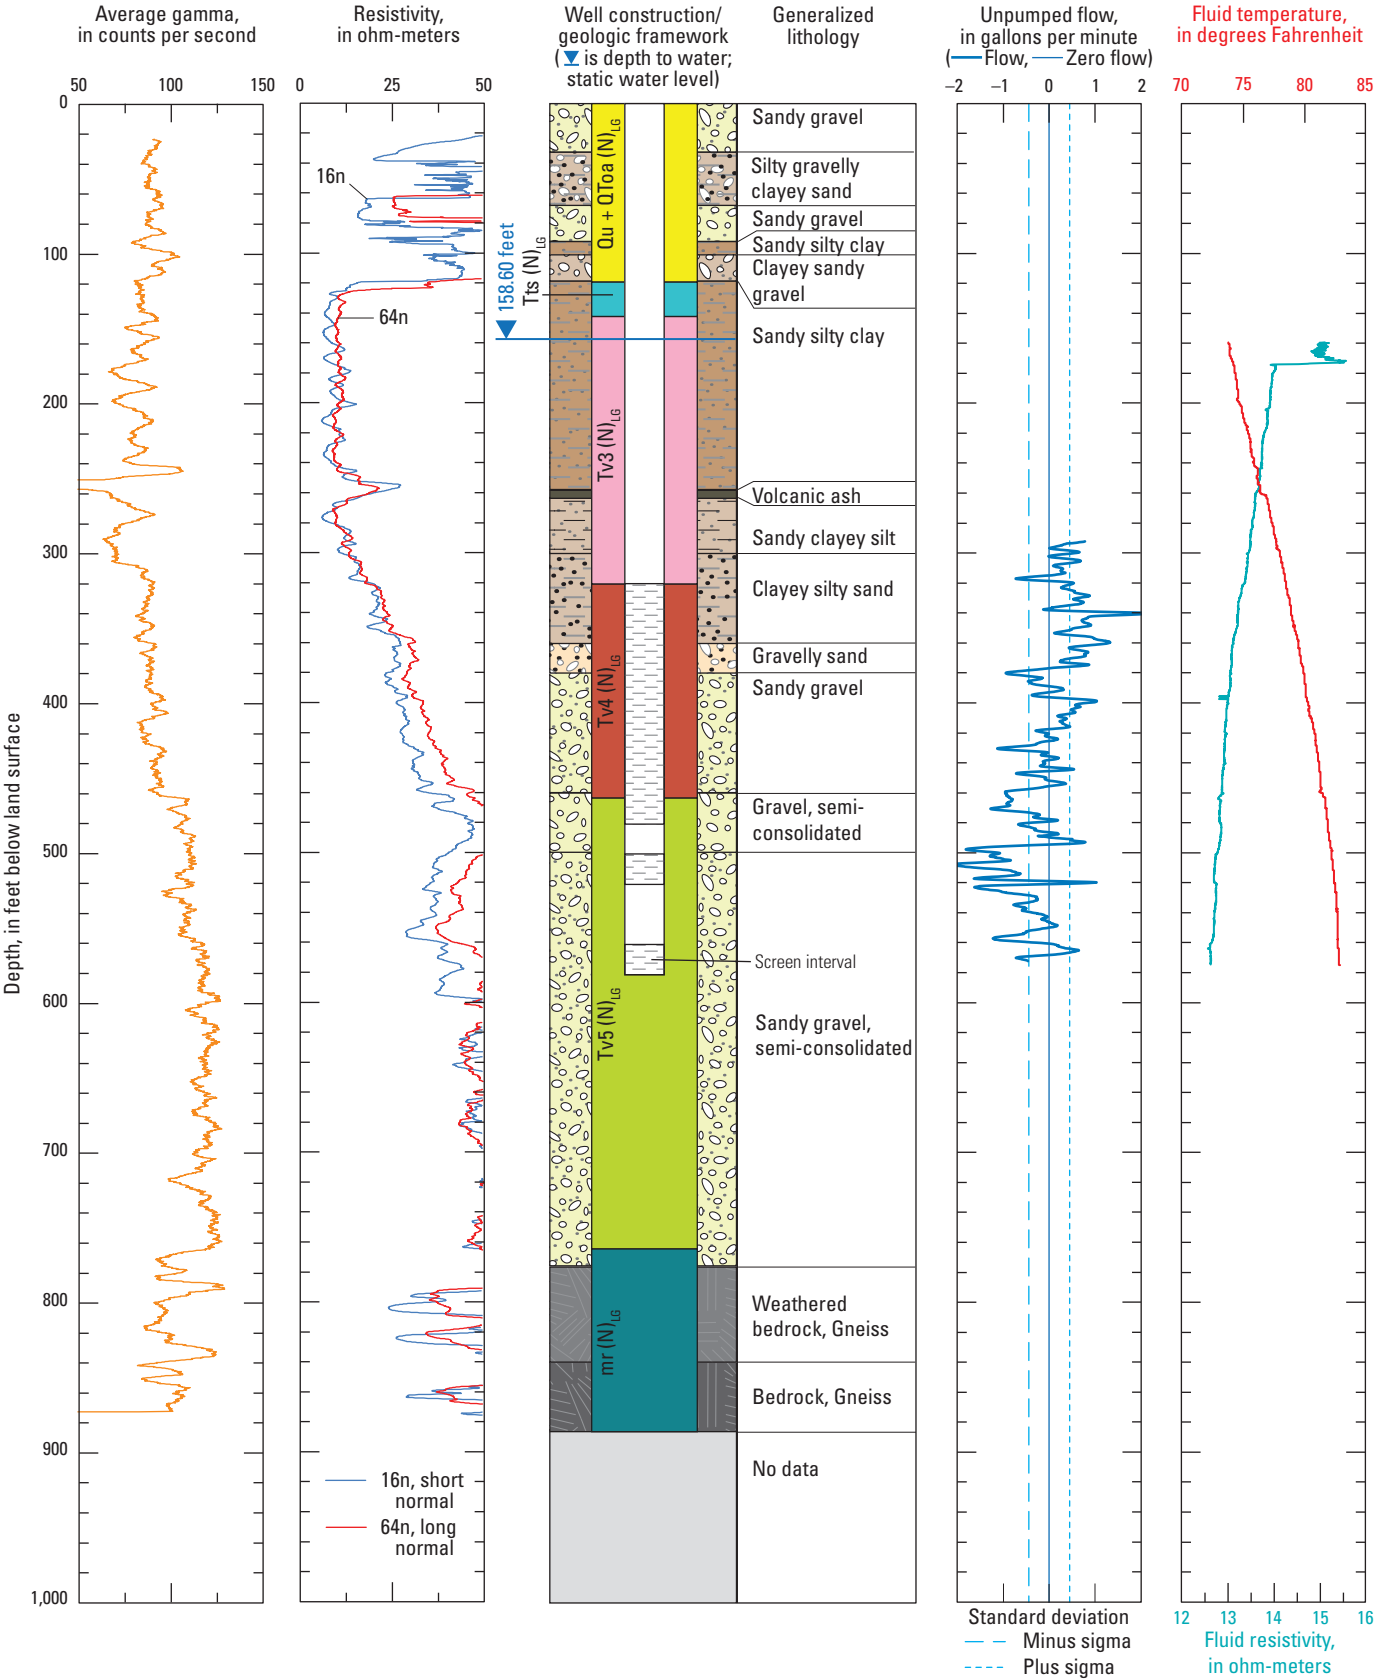 Average gamma,
in counts per second
Resistivity,
in ohm-meters
Well construction/
geologic framework
( is depth to water;
static water level)
Generalized
lithology
Unpumped flow,
in gallons per minute
( Flow, Zero flow)
Fluid temperature,
in degrees Fahrenheit
50 100 150
0 25 50
–2 –1 0 1 2
70 75 80 85
Depth, in feet below land surface
0
100
200
300
400
500
600
700
800
900
1,000
16n
64n
158.60 feet
Tts (N)LG
Qu + QToa (N)LG
Tv3 (N)LG
Tv4 (N)LG
Tv5 (N)LG
mr (N)LG
Sandy gravel
Silty gravelly
clayey sand
Sandy gravel
Sandy silty clay
Clayey sandy
gravel
Sandy silty clay
Volcanic ash
Sandy clayey silt
Clayey silty sand
Gravelly sand
Sandy gravel
Gravel, semi-
consolidated
Screen interval
Sandy gravel,
semi-consolidated
Weathered
bedrock, Gneiss
Bedrock, Gneiss
No data
16n, short
normal
64n, long
normal
Standard deviation
Minus sigma
Plus sigma
12 13 14 15 16
Fluid resistivity,
in ohm-meters